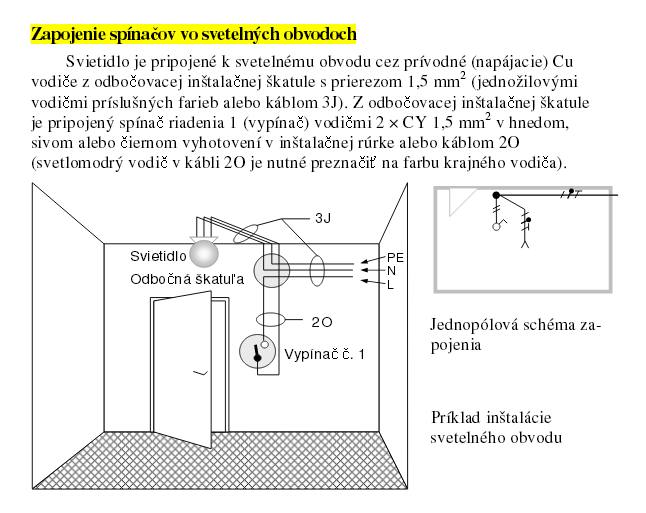 Zapojenie spínačov vo svetelných obvodoch
Svietidlo je pripojené k svetelnému obvodu cez prívodné (napájacie) Cu
vodiče z odbočovacej inštalačnej škatule s prierezom 1,5 mm² (jednožilovými
vodičmi príslušných farieb alebo káblom 3J). Z odbočovacej inštalačnej škatule
je pripojený spínač riadenia 1 (vypínač) vodičmi 2 × CY 1,5 mm² v hnedom,
sivom alebo čiernom vyhotovení v inštalačnej rúrke alebo káblom 2O
(svetlomodrý vodič v kábli 2O je nutné preznačiť na farbu krajného vodiča).
3J
Svietidlo
Odbočná škatuľa
PE
N
L
2O
Vypínač č. 1
Jednopólová schéma za-
pojenia
Príklad inštalácie
svetelného obvodu